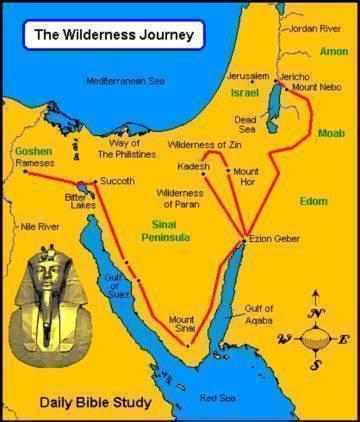 The Wilderness Journey
Jordan River
Amon
Mediterranean Sea
Jerusalem
Jericho
Israel
Mount Nebo
Dead
Sea
Moab
Way of
The Philistines
Wilderness of Zin
Goshen
Rameses
Kadesh
Mount
Hor
Succoth
Bitter
Lakes
Wilderness
of Paran
Edom
Nile River
Sinai
Peninsula
Ezion Geber
Gulf
of
Suez
Gulf of
Aqaba
Mount
Sinai
N
W
E
S
Daily Bible Study
Red Sea